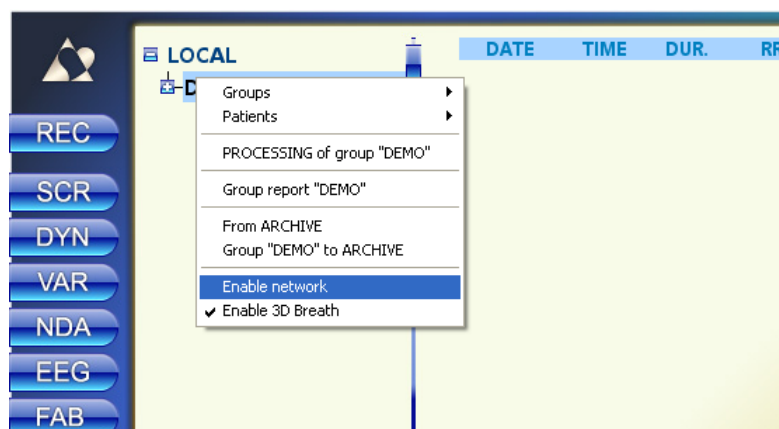 LOCAL
DATE TIME DUR.
D
Groups
Patients
REC
PROCESSING of group "DEMO"
SCR
Group report "DEMO"
From ARCHIVE
DYN
Group "DEMO" to ARCHIVE
VAR
Enable network
Enable 3D Breath
NDA
EEG
FAB